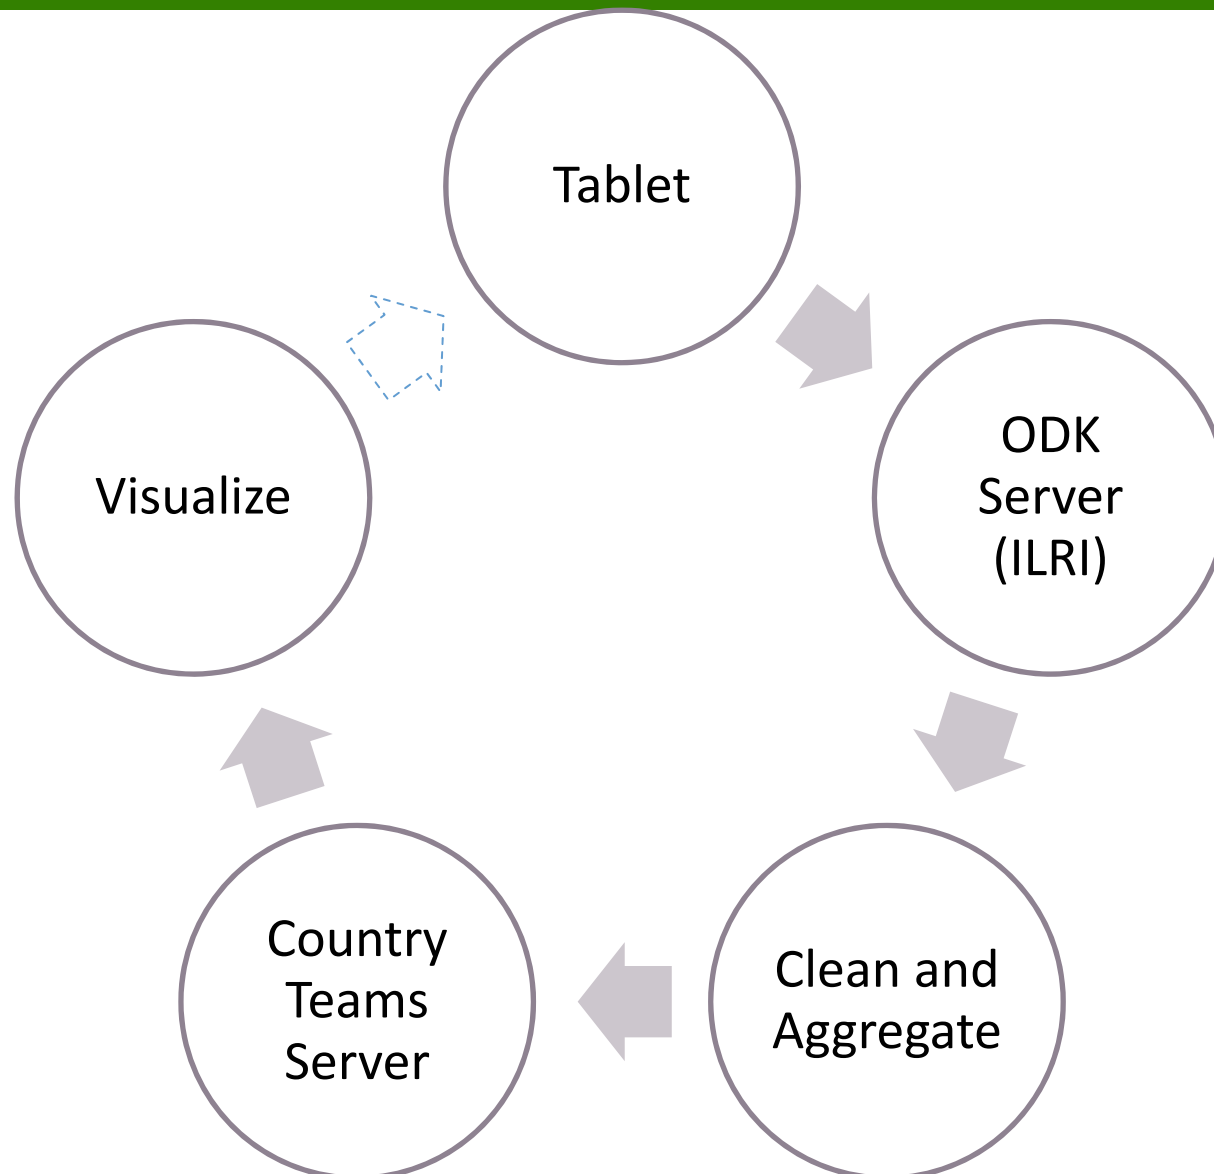 Tablet
ODK
Server
(ILRI)
Clean and
Aggregate
Country
Teams
Server
Visualize